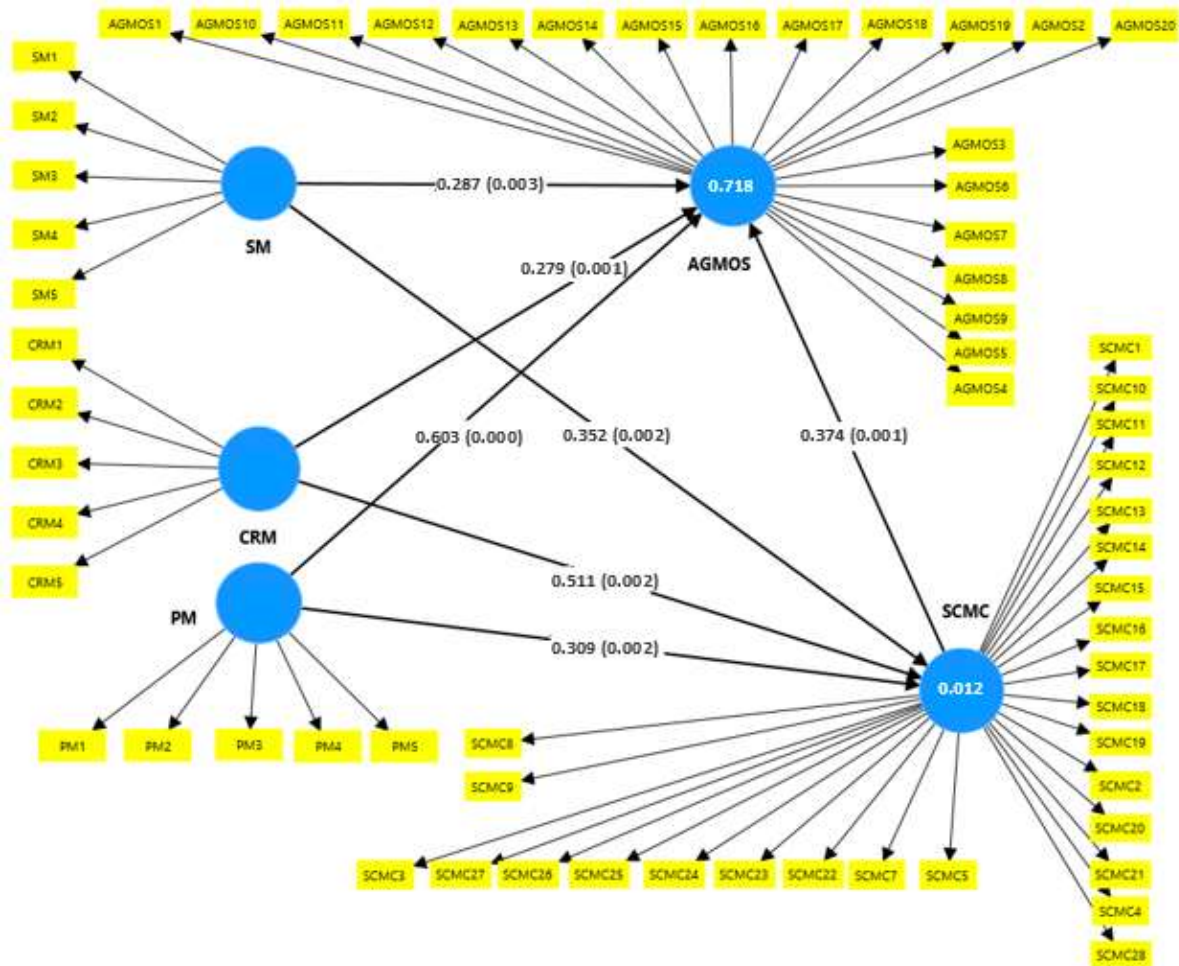 AGMOS1 AGMOS10 AGMOS11 AGMOS12 AGMOS13 AGMOS14 AGMOS15 AGMOS16 AGMOS17 AGMOS18 AGMOS19 AGMOS2 AGMOS20
SM1
SM2
SM3
SM4
SM5
SM
0.287 (0.003)
0.718
AGMOS
AGMOS3
AGMOS6
AGMOS7
AGMOS8
AGMOS9
AGMOS5
AGMOS4
0.279 (0.001)
CRM1
CRM2
CRM3
CRM4
CRM5
CRM
0.603 (0.000)
0.352 (0.002)
0.374 (0.001)
0.511 (0.002)
0.309 (0.002)
PM
PM1 PM2 PM3 PM4 PM5
SCMC
0.012
SCMC1
SCMC10
SCMC11
SCMC12
SCMC13
SCMC14
SCMC15
SCMC16
SCMC17
SCMC18
SCMC19
SCMC2
SCMC20
SCMC21
SCMC4
SCMC28
SCMC8
SCMC9
SCMC3 SCMC27 SCMC26 SCMC25 SCMC24 SCMC23 SCMC22 SCMC7 SCMC5